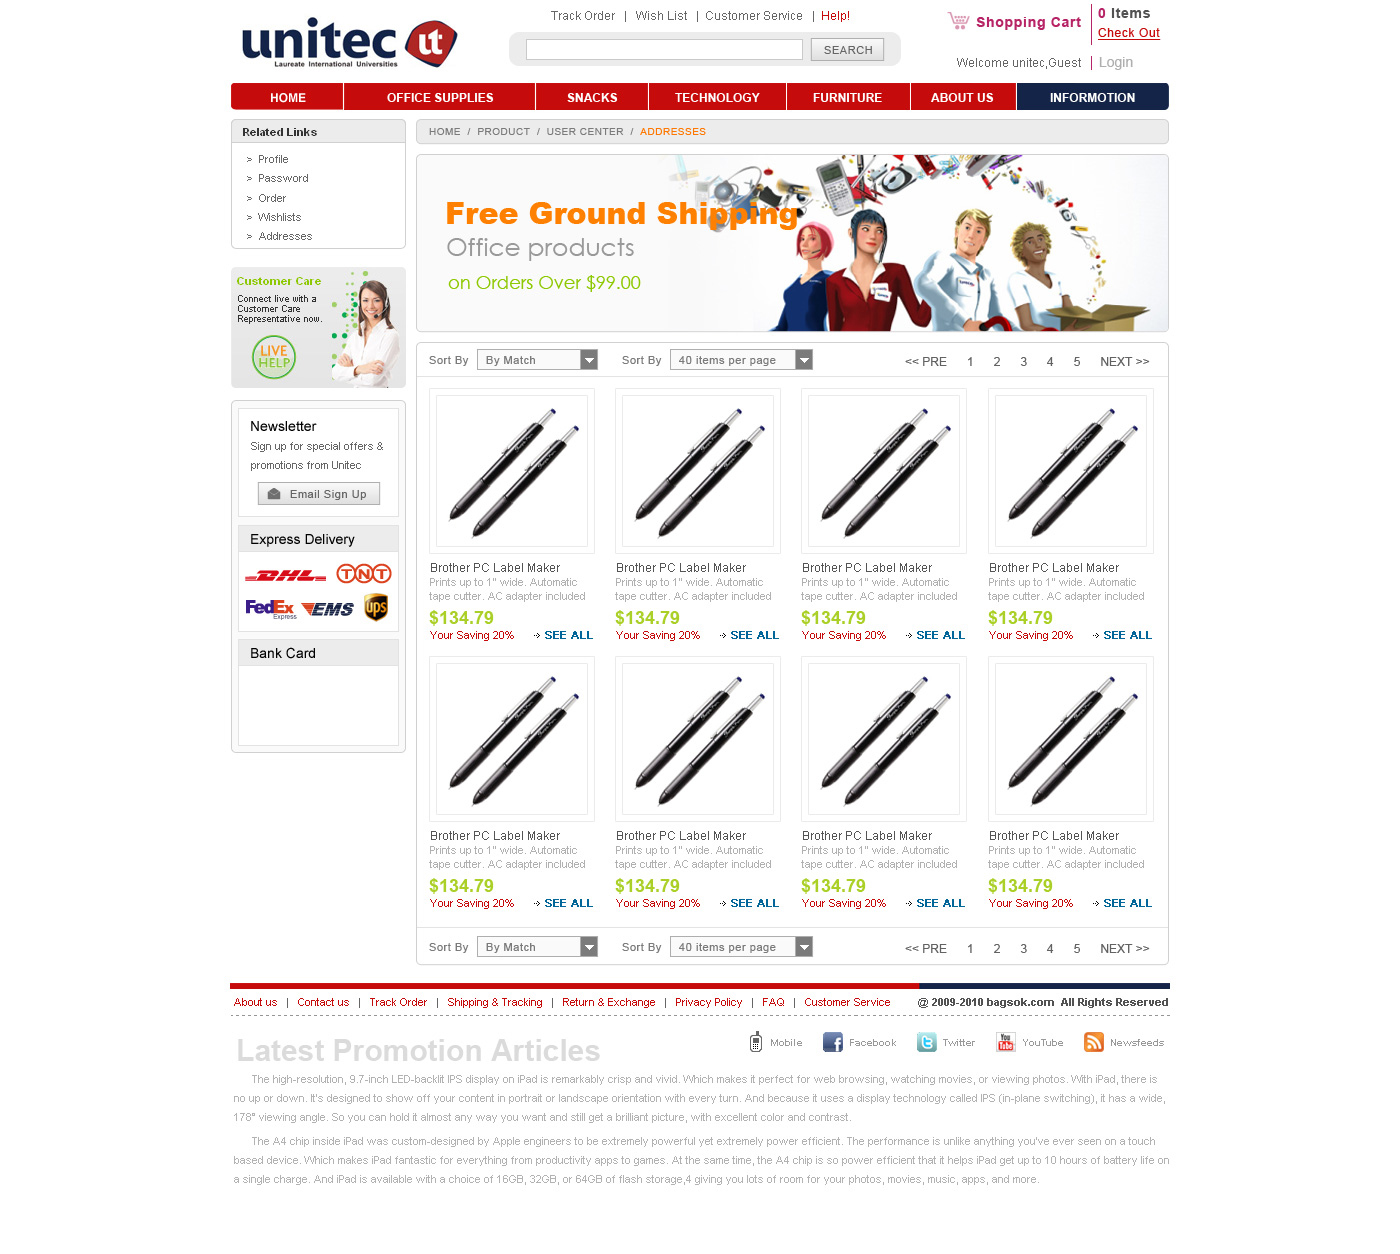 unitec ut
Laureate International Universities
Track Order | Wish List | Customer Service | Help!
SEARCH
Shopping Cart
0 Items
Check Out
Welcome unitec,Guest | Login
HOME OFFICE SUPPLIES SNACKS TECHNOLOGY FURNITURE ABOUT US INFORMOTION
Related Links
> Profile
> Password
> Order
> Wishlists
> Addresses
Customer Care
Connect live with a
Customer Care
Representative now.
LIVE
HELP
Newsletter
Sign up for special offers &
promotions from Unitec
Email Sign Up
Express Delivery
DHL TNT
FedEx Express EMS ups
Bank Card
HOME / PRODUCT / USER CENTER / ADDRESSES
Free Ground Shipping
Office products
on Orders Over $99.00
Sort By By Match Sort By 40 items per page << PRE 1 2 3 4 5 NEXT >>
Brother PC Label Maker Brother PC Label Maker Brother PC Label Maker Brother PC Label Maker
Prints up to 1" wide. Automatic Prints up to 1" wide. Automatic Prints up to 1" wide. Automatic Prints up to 1" wide. Automatic
tape cutter. AC adapter included tape cutter. AC adapter included tape cutter. AC adapter included tape cutter. AC adapter included
$134.79 $134.79 $134.79 $134.79
Your Saving 20% SEE ALL Your Saving 20% SEE ALL Your Saving 20% SEE ALL Your Saving 20% SEE ALL
Brother PC Label Maker Brother PC Label Maker Brother PC Label Maker Brother PC Label Maker
Prints up to 1" wide. Automatic Prints up to 1" wide. Automatic Prints up to 1" wide. Automatic Prints up to 1" wide. Automatic
tape cutter. AC adapter included tape cutter. AC adapter included tape cutter. AC adapter included tape cutter. AC adapter included
$134.79 $134.79 $134.79 $134.79
Your Saving 20% SEE ALL Your Saving 20% SEE ALL Your Saving 20% SEE ALL Your Saving 20% SEE ALL
Sort By By Match Sort By 40 items per page << PRE 1 2 3 4 5 NEXT >>
About us | Contact us | Track Order | Shipping & Tracking | Return & Exchange | Privacy Policy | FAQ | Customer Service @ 2009-2010 bagsok.com All Rights Reserved
Latest Promotion Articles
Mobile Facebook Twitter You Tube YouTube Newsfeeds
The high-resolution, 9.7-inch LED-backlit IPS display on iPad is remarkably crisp and vivid. Which makes it perfect for web browsing, watching movies, or viewing photos. With iPad, there is
no up or down. It's designed to show off your content in portrait or landscape orientation with every turn. And because it uses a display technology called IPS (in-plane switching), it has a wide,
178° viewing angle. So you can hold it almost any way you want and still get a brilliant picture, with excellent color and contrast.
The A4 chip inside iPad was custom-designed by Apple engineers to be extremely powerful yet extremely power efficient. The performance is unlike anything you've ever seen on a touch
based device. Which makes iPad fantastic for everything from productivity apps to games. At the same time, the A4 chip is so power efficient that it helps iPad get up to 10 hours of battery life on
a single charge. And iPad is available with a choice of 16GB, 32GB, or 64GB of flash storage,4 giving you lots of room for your photos, movies, music, apps, and more.